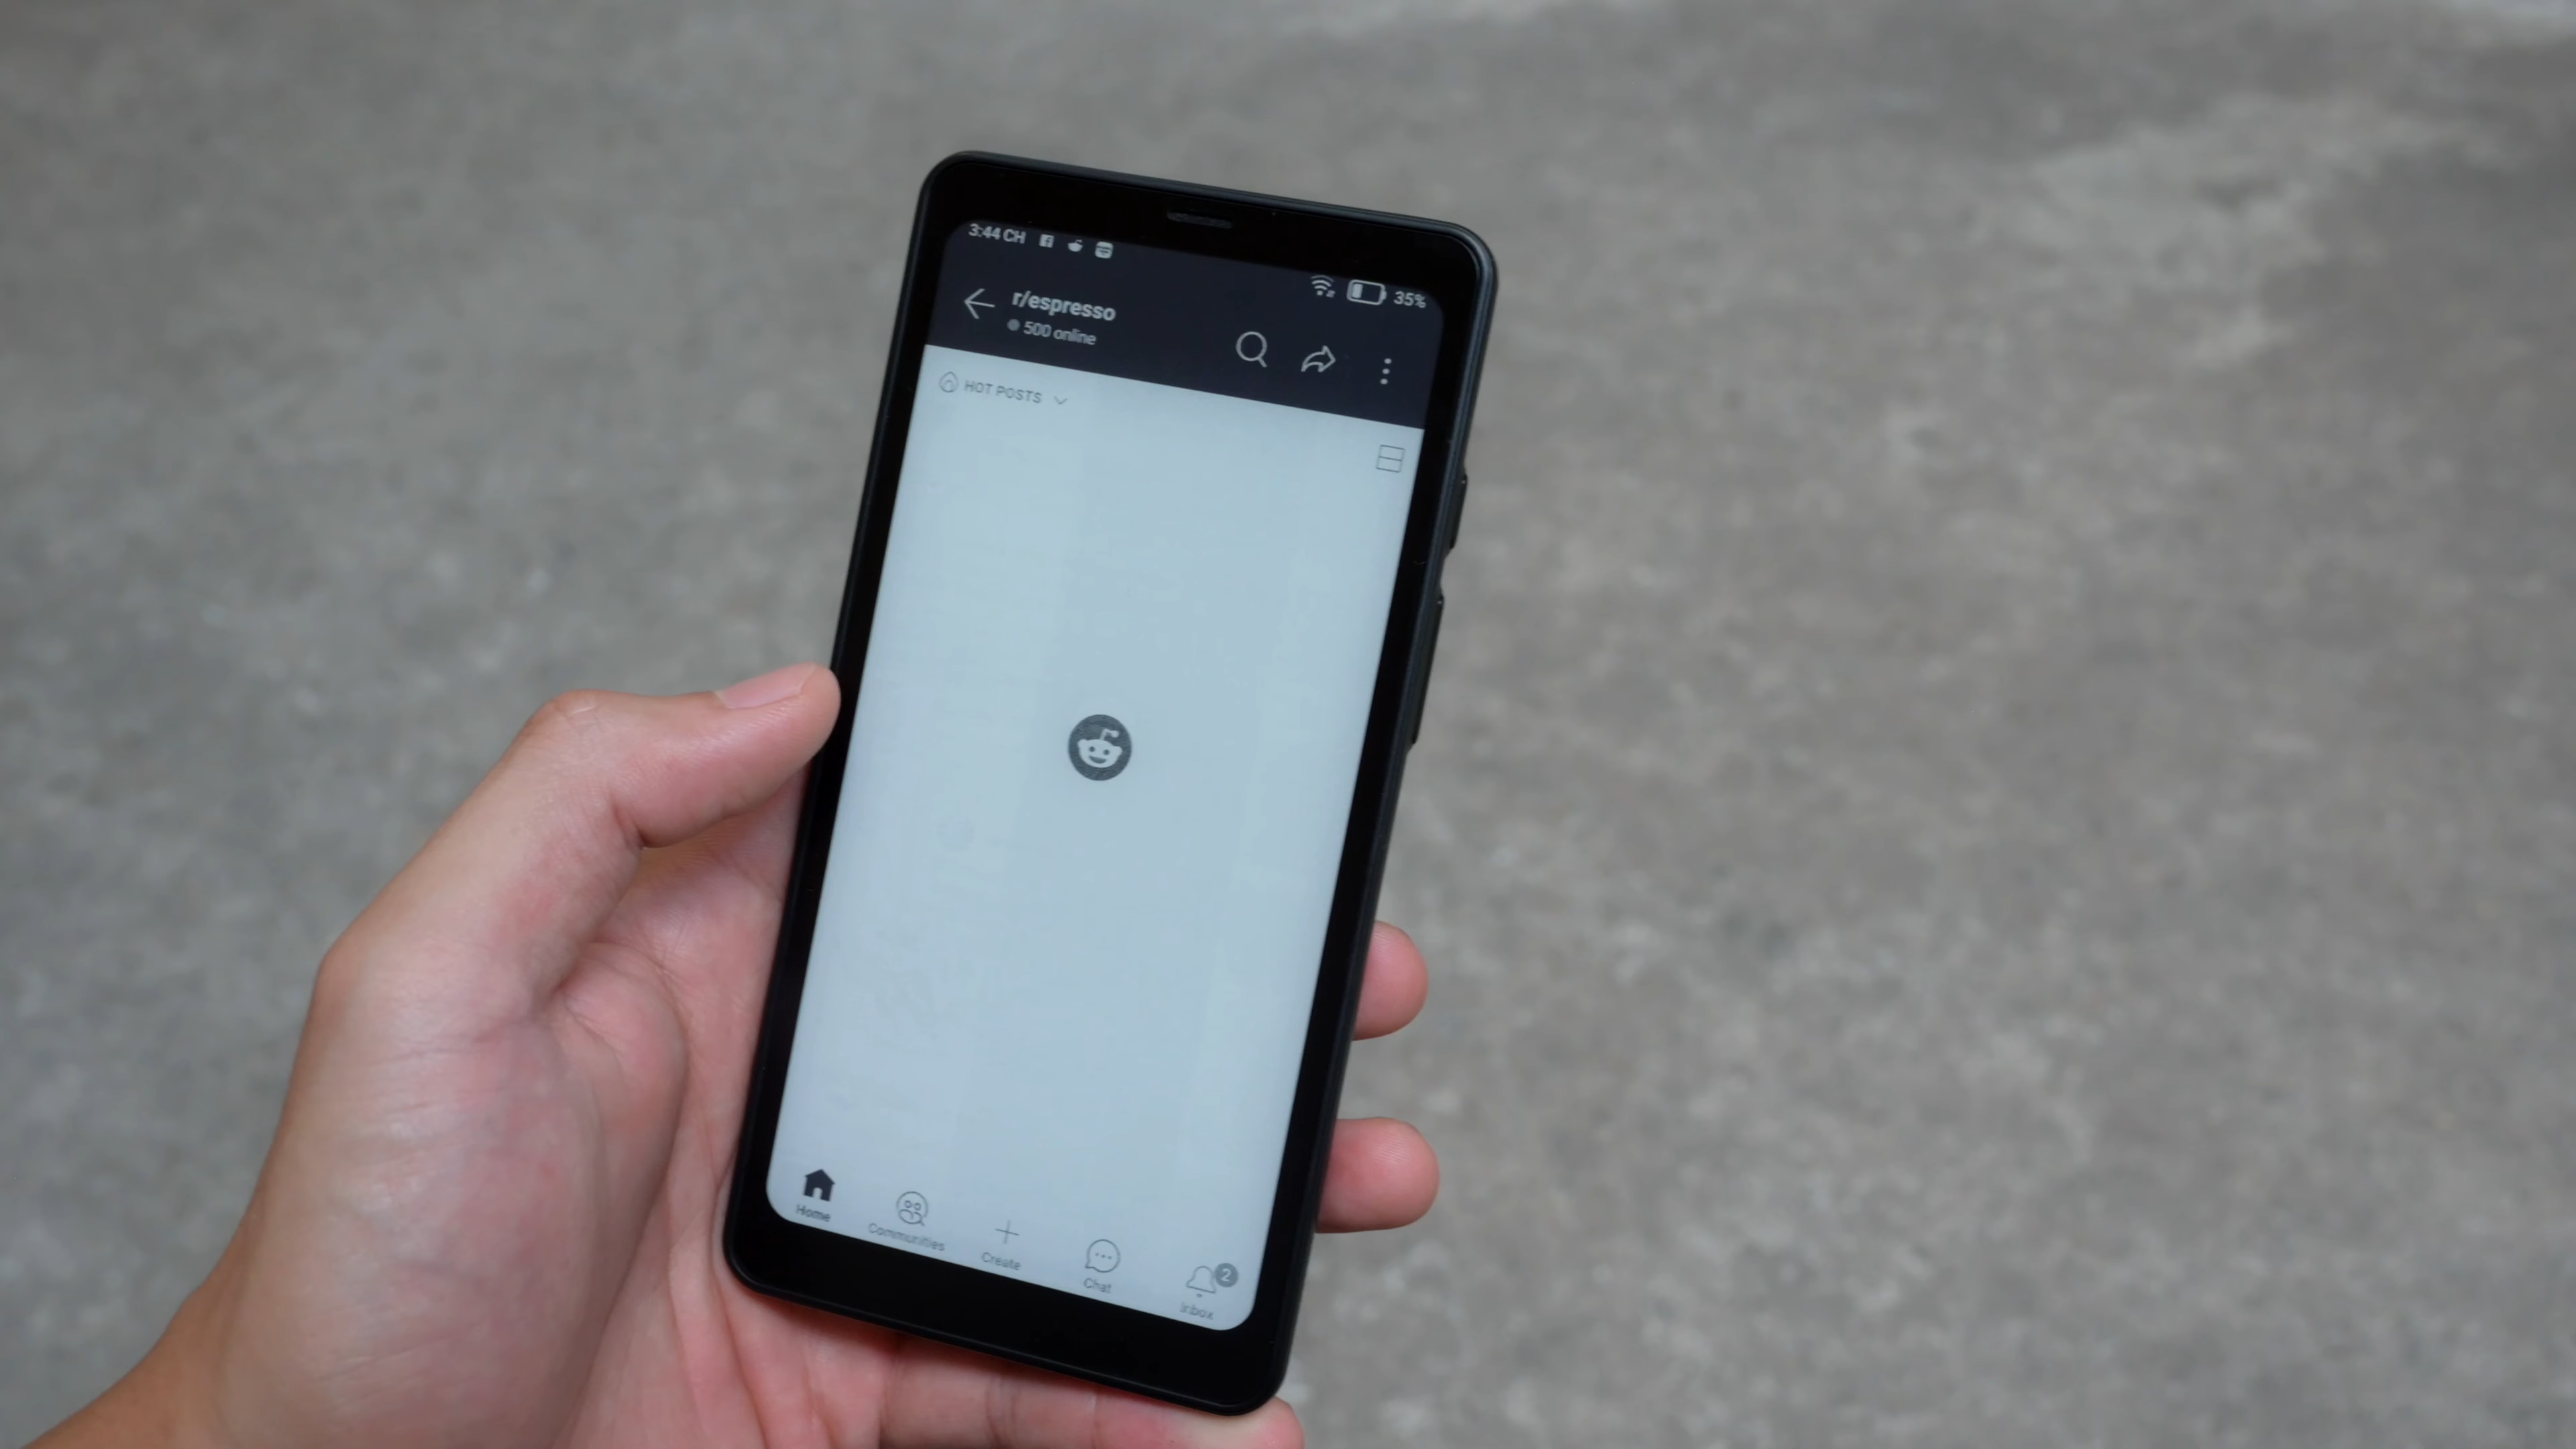 3:44 CH
35%
r/espresso
500 online
HOT POSTS
Home
Communities
Create
Chat
2
Inbox